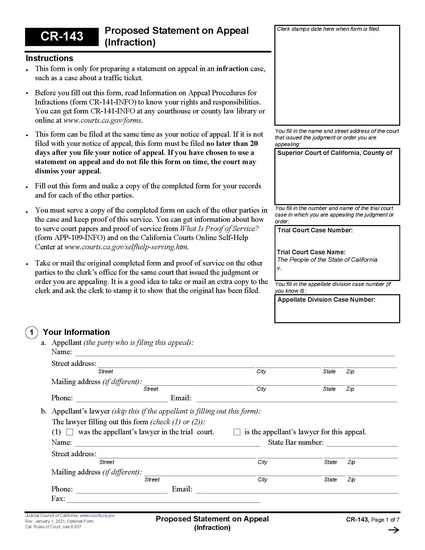 CR-143
Proposed Statement on Appeal
(Infraction)
Clerk stamps date here when form is filed.
Instructions
• This form is only for preparing a statement on appeal in an infraction case,
such as a case about a traffic ticket.
• Before you fill out this form, read Information on Appeal Procedures for
Infractions (form CR-141-INFO) to know your rights and responsibilities.
You can get form CR-141-INFO at any courthouse or county law library or
online at www.courts.ca.gov/forms.
• This form can be filed at the same time as your notice of appeal. If it is not
filed with your notice of appeal, this form must be filed no later than 20
days after you file your notice of appeal. If you have chosen to use a
statement on appeal and do not file this form on time, the court may
dismiss your appeal.
• Fill out this form and make a copy of the completed form for your records
and for each of the other parties.
• You must serve a copy of the completed form on each of the other parties in
the case and keep proof of this service. You can get information about how
to serve court papers and proof of service from What Is Proof of Service?
(form APP-109-INFO) and on the California Courts Online Self-Help
Center at www.courts.ca.gov/selfhelp-serving.htm.
• Take or mail the original completed form and proof of service on the other
parties to the clerk's office for the same court that issued the judgment or
order you are appealing. It is a good idea to take or mail an extra copy to the
clerk and ask the clerk to stamp it to show that the original has been filed.
You fill in the name and street address of the court
that issued the judgment or order you are
appealing:
Superior Court of California, County of
You fill in the number and name of the trial court
case in which you are appealing the judgment or
order:
Trial Court Case Number:
Trial Court Case Name:
The People of the State of California
v.
You fill in the appellate division case number (if
you know it):
Appellate Division Case Number:
1 Your Information
a. Appellant (the party who is filing this appeal):
Name:
Street address:
Street City State Zip
Mailing address (if different):
Street City State Zip
Phone: Email:
b. Appellant's lawyer (skip this if the appellant is filling out this form):
The lawyer filling out this form (check (1) or (2)):
(1) was the appellant's lawyer in the trial court. is the appellant's lawyer for this appeal.
Name: State Bar number:
Street address:
Street City State Zip
Mailing address (if different):
Street City State Zip
Phone: Email:
Fax:
Judicial Council of California, www.courts.ca.gov
Rev. January 1, 2021, Optional Form
Cal. Rules of Court, rule 8.937
Proposed Statement on Appeal
(Infraction)
CR-143, Page 1 of 7
→